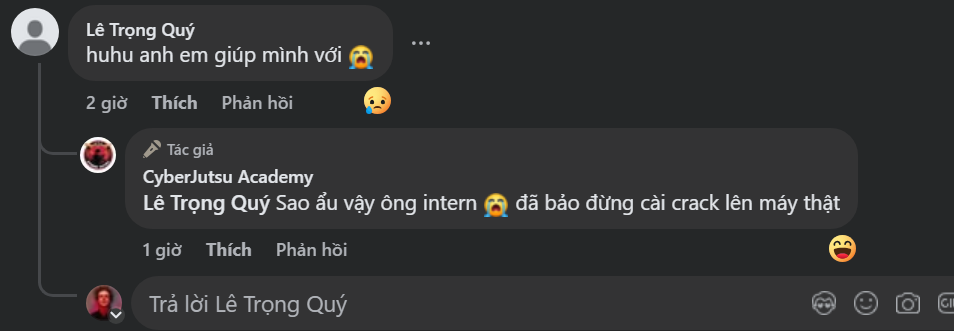 Lê Trọng Quý
huhu anh em giúp mình với 😭
2 giờ Thích Phản hồi
Tác giả
CyberJutsu Academy
Lê Trọng Quý Sao ẩu vậy ông intern 😭 đã bảo đừng cài crack lên máy thật
1 giờ Thích Phản hồi
Trả lời Lê Trọng Quý